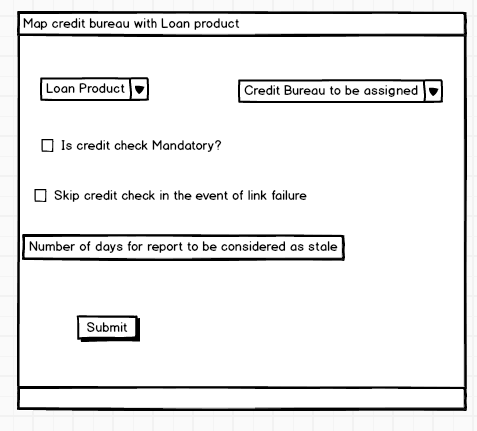 Map credit bureau with Loan product
Loan Product
Credit Bureau to be assigned
Is credit check Mandatory?
Skip credit check in the event of link failure
Number of days for report to be considered as stale
Submit